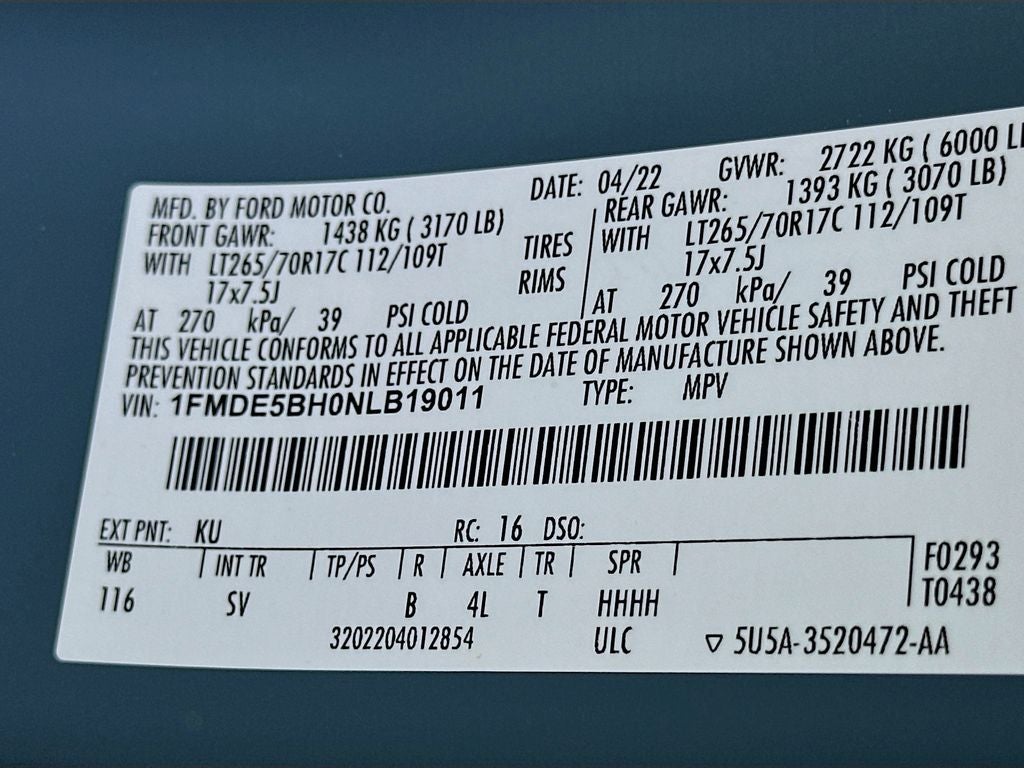 MFD. BY FORD MOTOR CO. DATE: 04/22 GVWR: 2722 KG ( 6000
FRONT GAWR: 1438 KG ( 3170 LB) REAR GAWR: 1393 KG ( 3070 LB)
WITH LT265/70R17C 112/109T TIRES WITH LT265/70R17C 112/109T
17x7.5J RIMS 17x7.5J
AT 270 kPa/ 39 PSI COLD AT 270 kPa/ 39 PSI COLD
THIS VEHICLE CONFORMS TO ALL APPLICABLE FEDERAL MOTOR VEHICLE SAFETY AND THEFT
PREVENTION STANDARDS IN EFFECT ON THE DATE OF MANUFACTURE SHOWN ABOVE.
VIN: 1FMDE5BH0NLB19011 TYPE: MPV
EXT PNT: KU RC: 16 DSO:
WB INT TR TP/PS R AXLE TR SPR F0293
116 SV B 4L T HHHH T0438
3202204012854 ULC ▽ 5U5A-3520472-AA